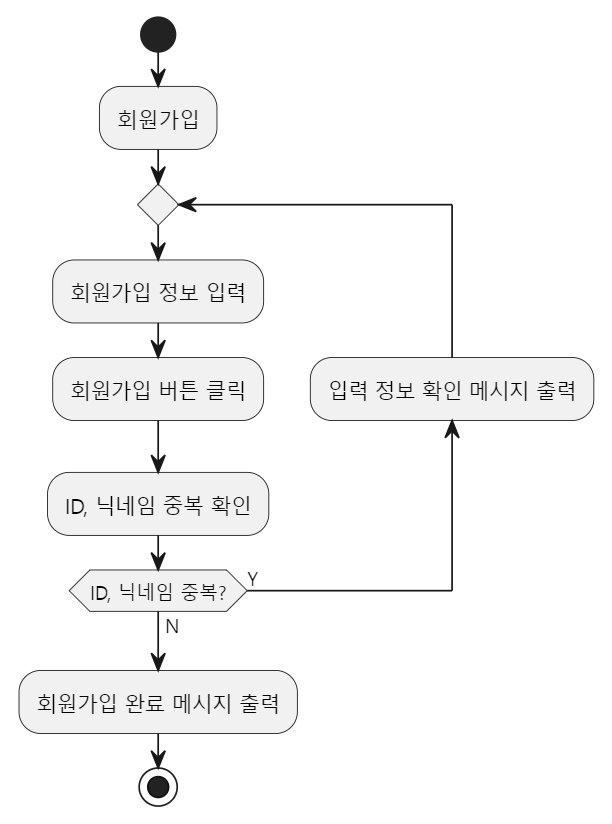 회원가입
회원가입 정보 입력
회원가입 버튼 클릭
입력 정보 확인 메시지 출력
ID, 닉네임 중복 확인
ID, 닉네임 중복?
Y
N
회원가입 완료 메시지 출력